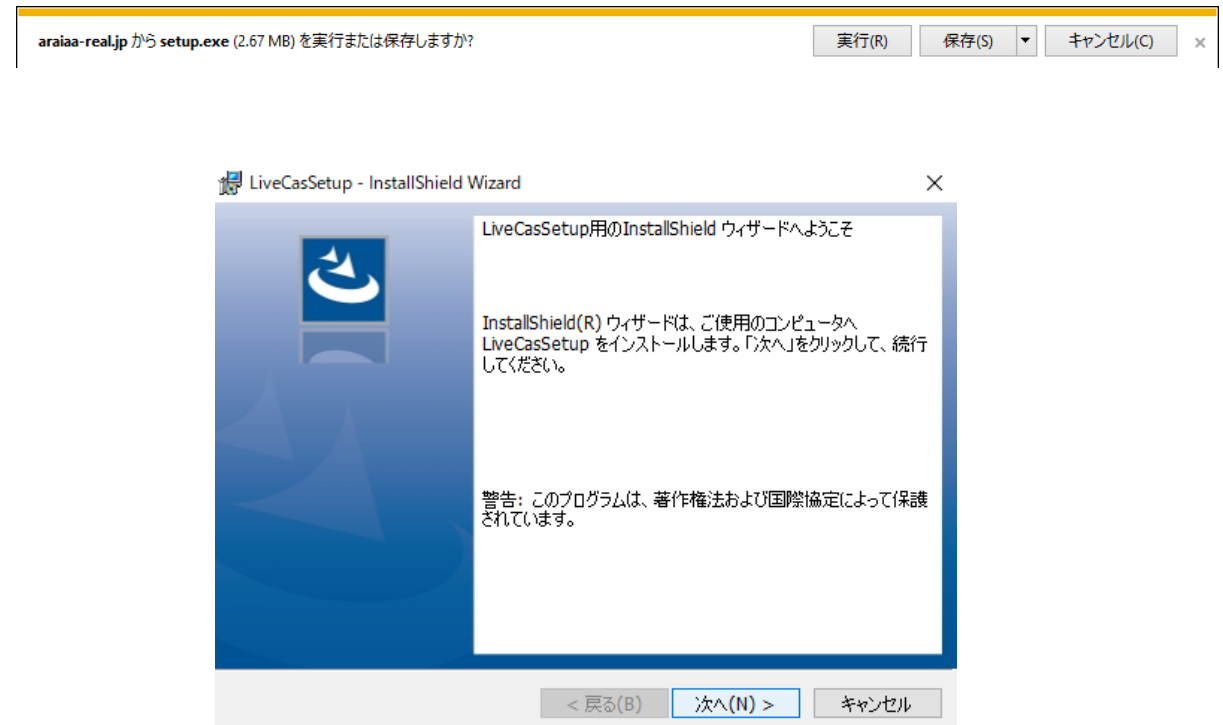 araiaa-real.jp から setup.exe (2.67 MB) を実行または保存しますか?
実行(R) 保存(S) キャンセル(C)
LiveCasSetup - InstallShield Wizard
LiveCasSetup用のInstallShield ウィザードへようこそ
InstallShield(R) ウィザードは、ご使用のコンピュータへ
LiveCasSetup をインストールします。「次へ」をクリックして、続行
してください。
警告: このプログラムは、著作権法および国際協定によって保護
されています。
< 戻る(B) 次へ(N) > キャンセル